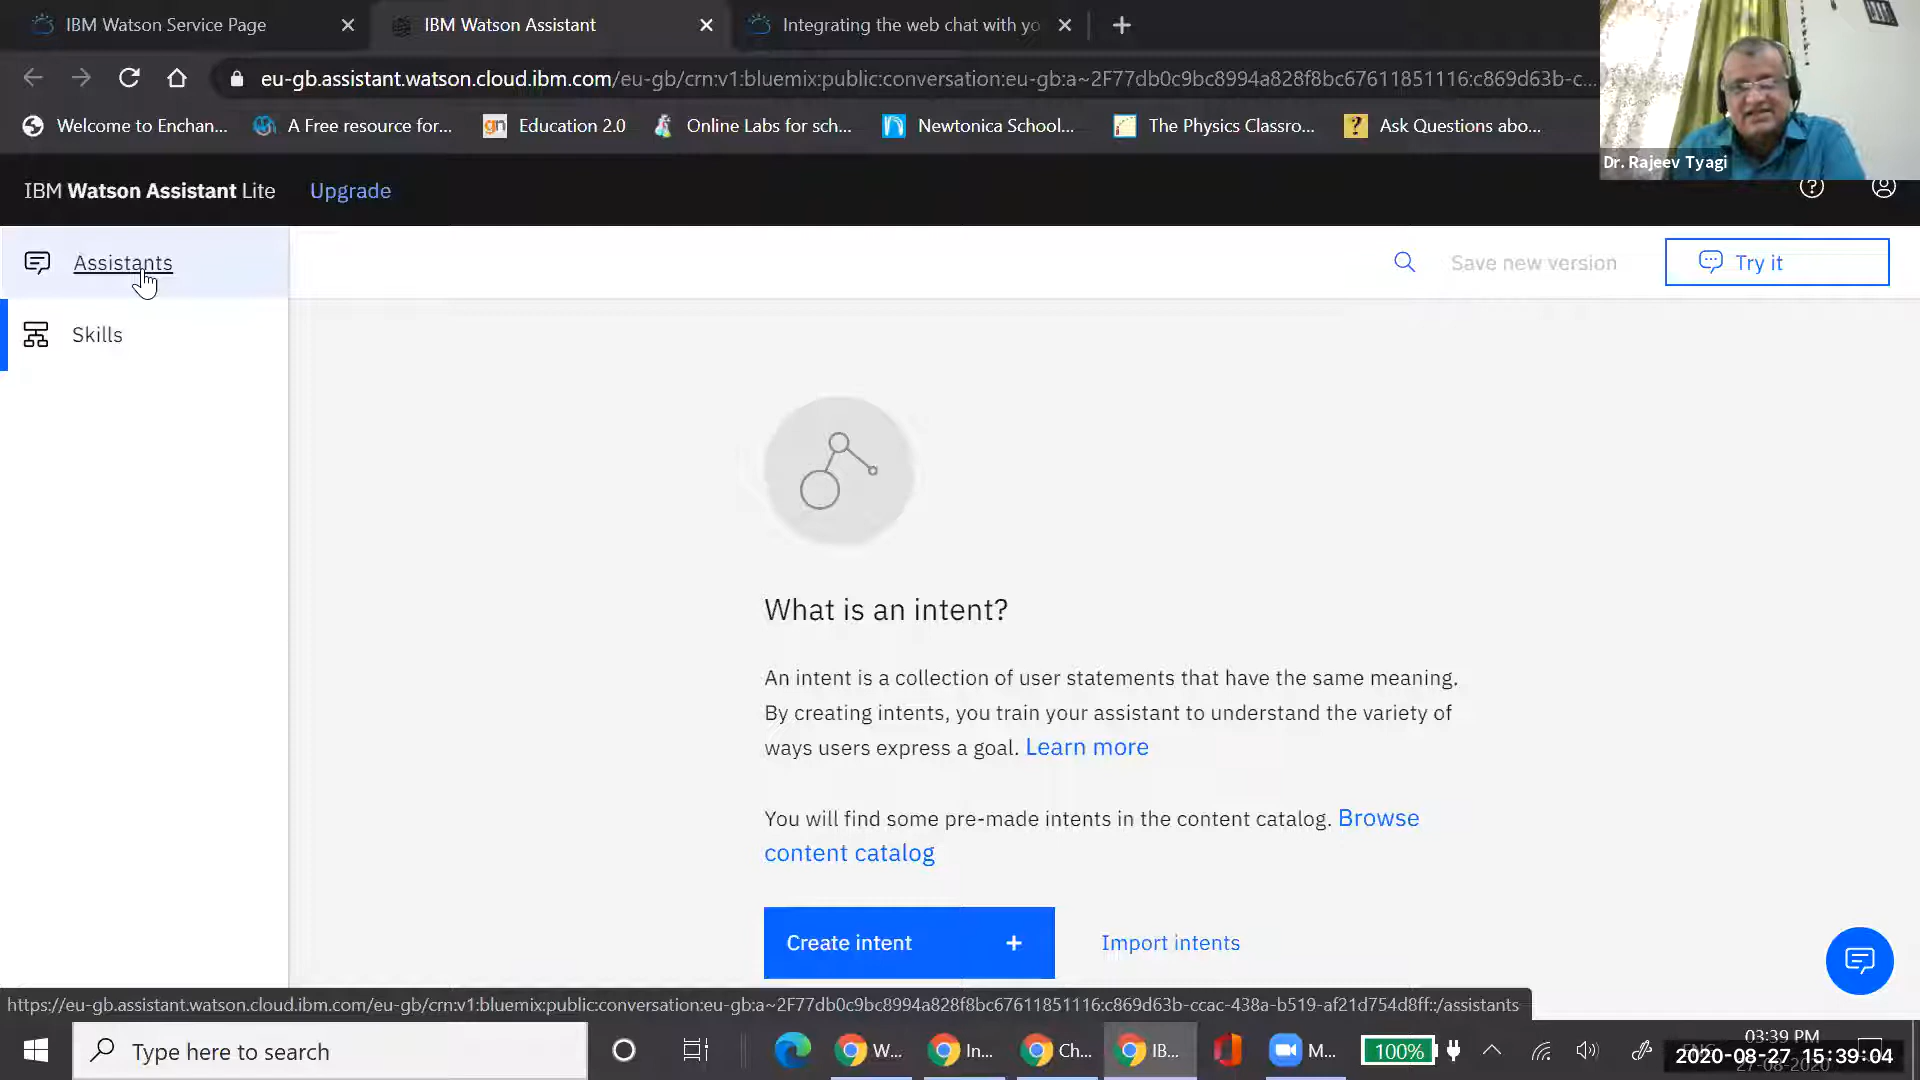 IBM Watson Service Page
IBM Watson Assistant
Integrating the web chat with yo
eu-gb.assistant.watson.cloud.ibm.com/eu-gb/crn:v1:bluemix:public:conversation:eu-gb:a~2F77db0c9bc8994a828f8bc67611851116:c869d63b-c...
Welcome to Enchan...
A Free resource for...
gn Education 2.0
Online Labs for sch...
Newtonica School...
The Physics Classro...
? Ask Questions abo...
Dr. Rajeev Tyagi
IBM Watson Assistant Lite
Upgrade
Assistants
Save new version
Try it
Skills
What is an intent?
An intent is a collection of user statements that have the same meaning.
By creating intents, you train your assistant to understand the variety of
ways users express a goal. Learn more
You will find some pre-made intents in the content catalog. Browse
content catalog
Create intent +
Import intents
https://eu-gb.assistant.watson.cloud.ibm.com/eu-gb/crn:v1:bluemix:public:conversation:eu-gb:a~2F77db0c9bc8994a828f8bc67611851116:c869d63b-ccac-438a-b519-af21d754d8ff::/assistants
Type here to search
W...
In...
Ch...
IB...
M...
100%
03:39 PM
2020-08-27 15:39:04
27-08-2020